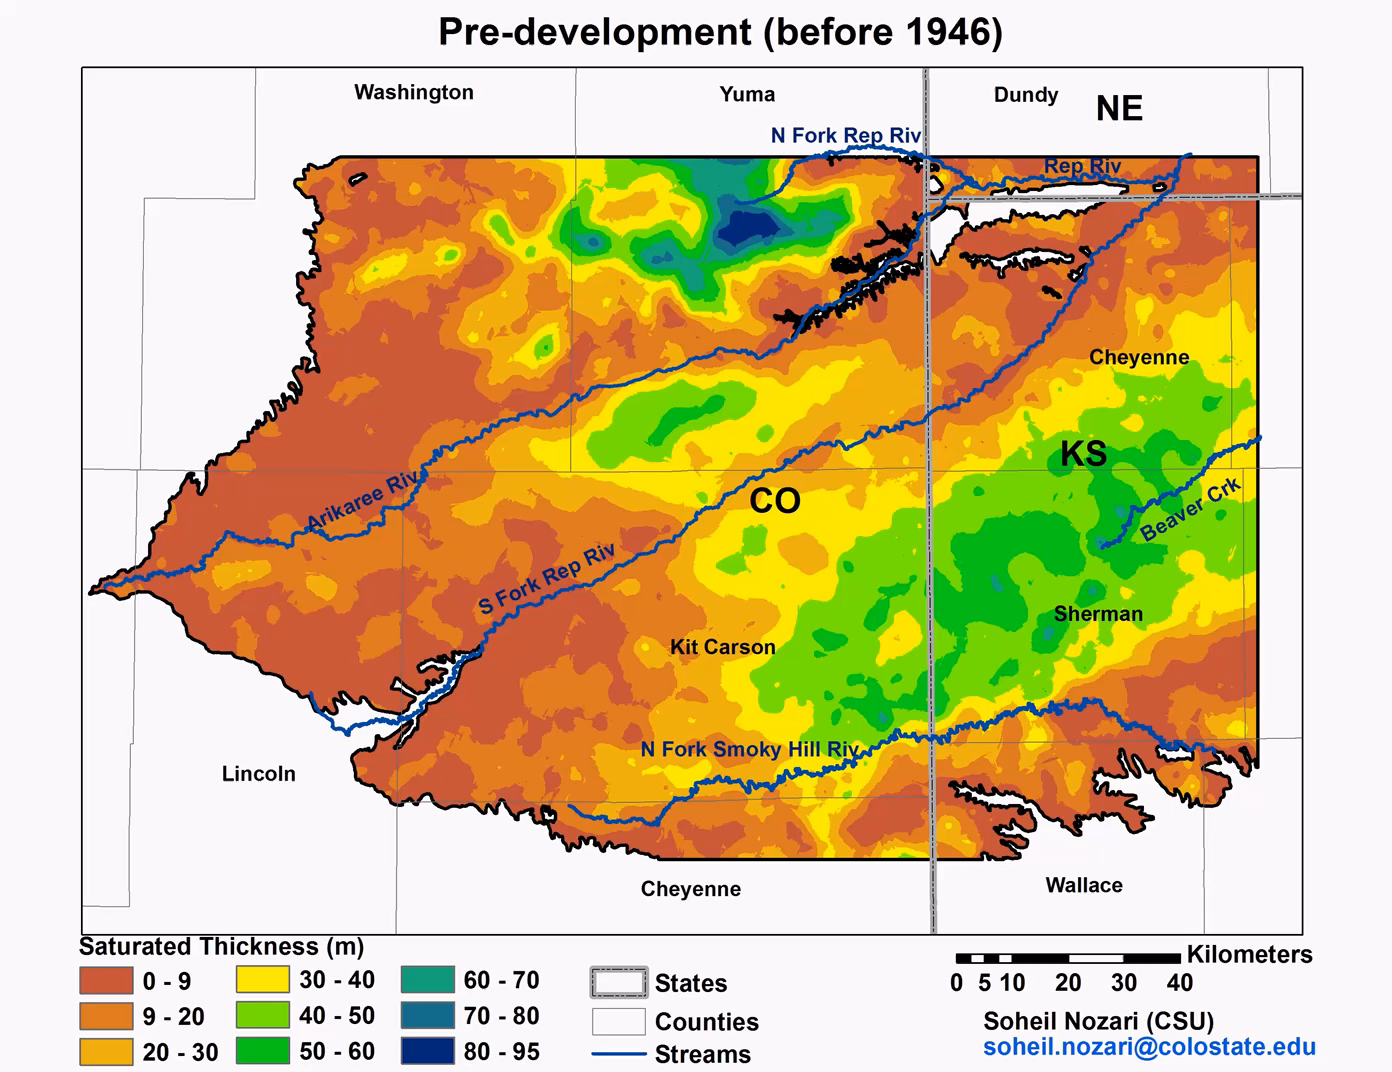 Pre-development (before 1946)
Washington
Yuma
Dundy
NE
N Fork Rep Riv
Rep Riv
Cheyenne
KS
CO
Arikaree Riv
Beaver Crk
S Fork Rep Riv
Sherman
Kit Carson
N Fork Smoky Hill Riv
Lincoln
Cheyenne
Wallace
Saturated Thickness (m)
0 - 9
9 - 20
20 - 30
30 - 40
40 - 50
50 - 60
60 - 70
70 - 80
80 - 95
States
Counties
Streams
Kilometers
0 5 10 20 30 40
Soheil Nozari (CSU)
soheil.nozari@colostate.edu